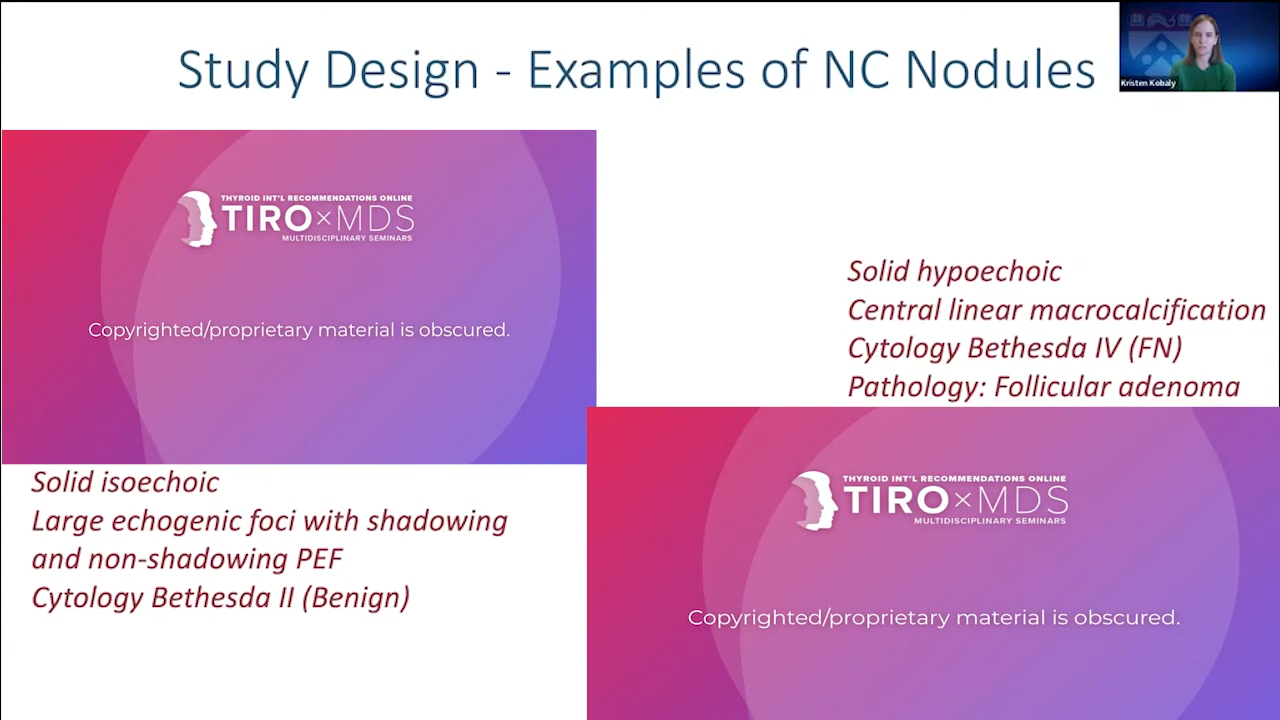 Study Design - Examples of NC Nodules
Kristen Kobaly
THYROID INT'L RECOMMENDATIONS ONLINE
TIRO×MDS
MULTIDISCIPLINARY SEMINARS
Copyrighted/proprietary material is obscured.
Solid hypoechoic
Central linear macrocalcification
Cytology Bethesda IV (FN)
Pathology: Follicular adenoma
Solid isoechoic
Large echogenic foci with shadowing
and non-shadowing PEF
Cytology Bethesda II (Benign)
THYROID INT'L RECOMMENDATIONS ONLINE
TIRO×MDS
MULTIDISCIPLINARY SEMINARS
Copyrighted/proprietary material is obscured.